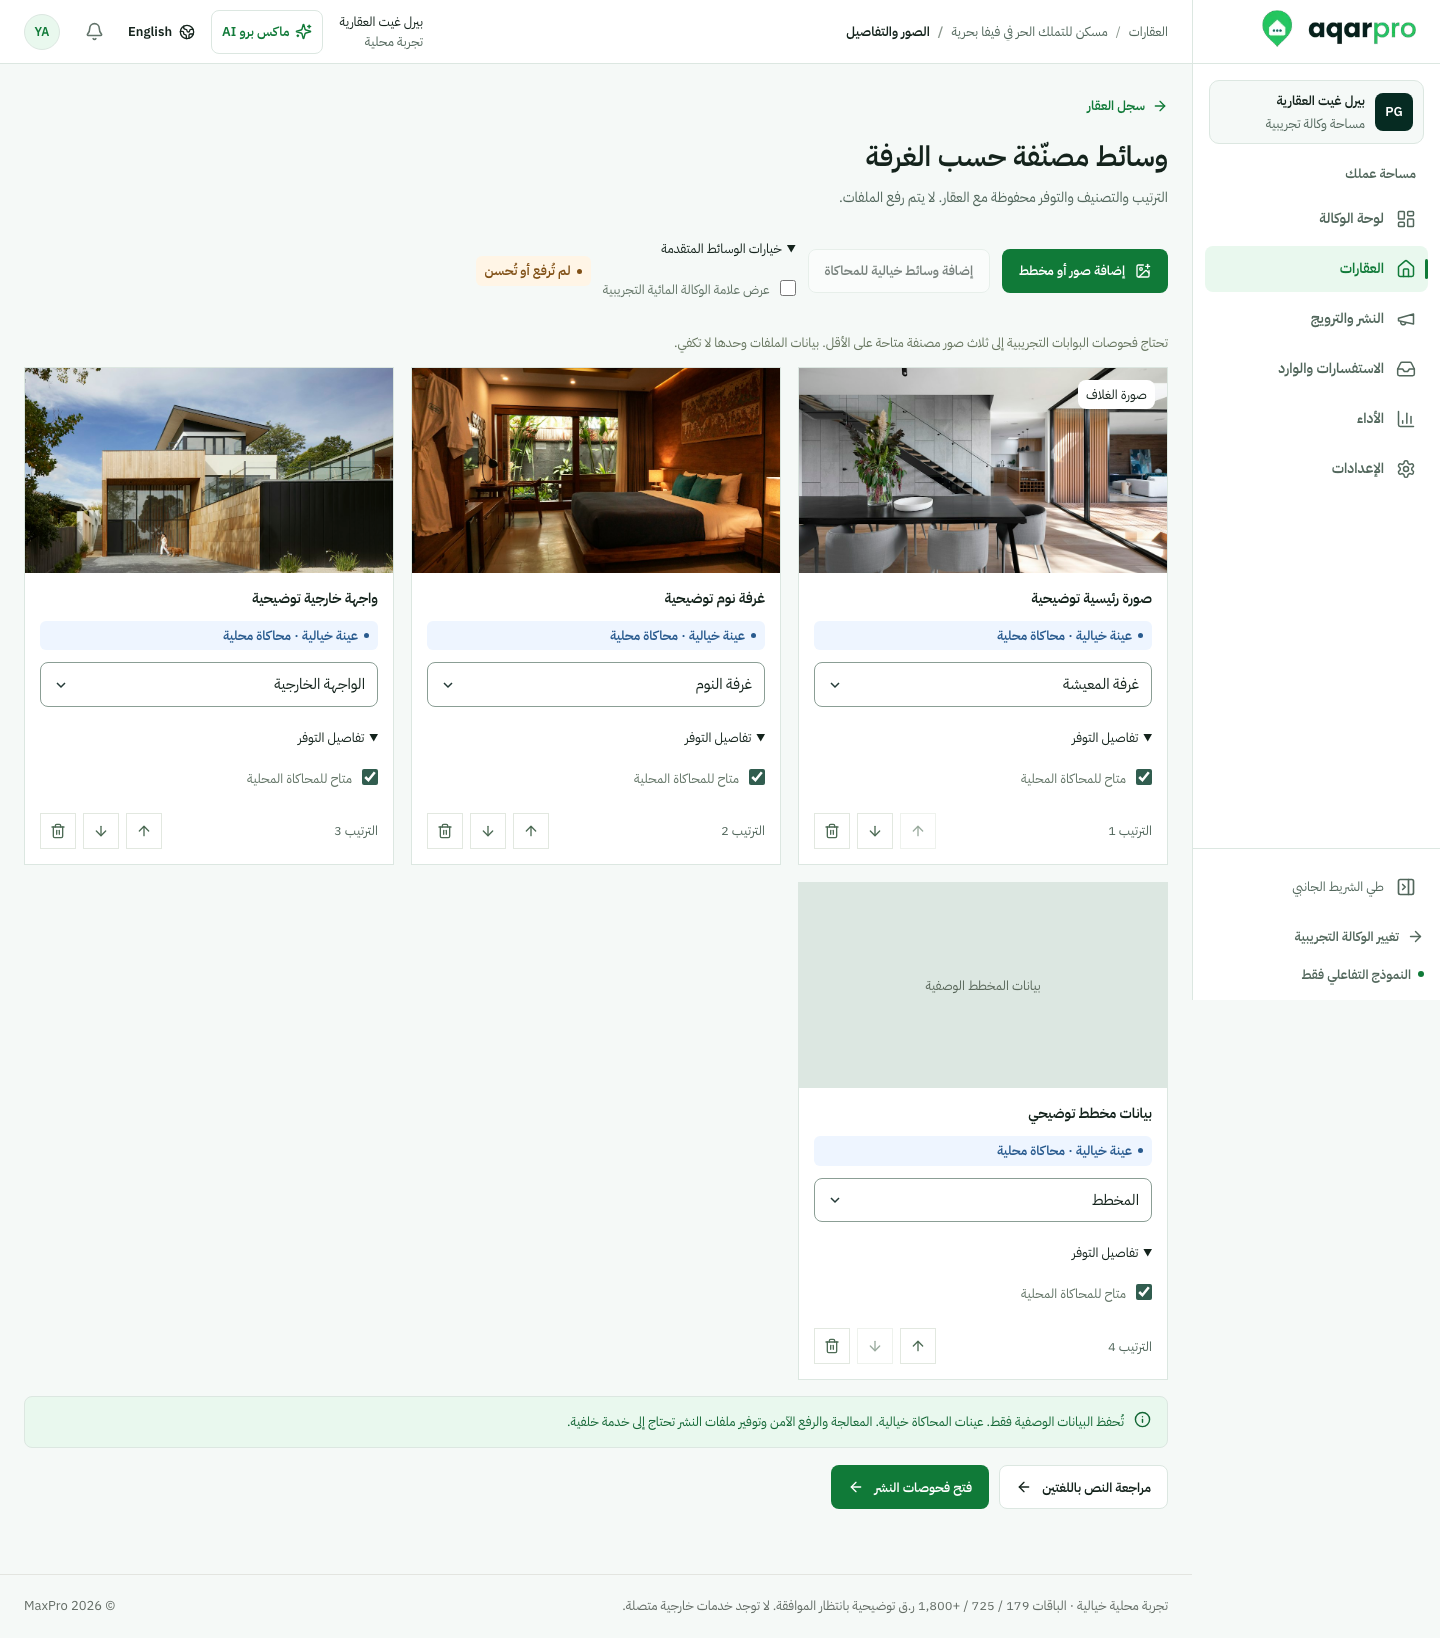 aqarpro
العقارات / مسكن للتملك الحر في فيفا بحرية / الصور والتفاصيل
بيرل غيت العقارية
تجربة محلية
ماكس برو AI
English
YA
PG
بيرل غيت العقارية
مساحة وكالة تجريبية
مساحة عملك
لوحة الوكالة
العقارات
النشر والترويج
الاستفسارات والوارد
الأداء
الإعدادات
طي الشريط الجانبي
تغيير الوكالة التجريبية
النموذج التفاعلي فقط
سجل العقار
وسائط مصنّفة حسب الغرفة
الترتيب والتصنيف والتوفر محفوظة مع العقار. لا يتم رفع الملفات.
إضافة صور أو مخطط
إضافة وسائط خيالية للمحاكاة
خيارات الوسائط المتقدمة
عرض علامة الوكالة المائية التجريبية
لم تُرفع أو تُحسن
تحتاج فحوصات البوابات التجريبية إلى ثلاث صور مصنفة متاحة على الأقل. بيانات الملفات وحدها لا تكفي.
صورة الغلاف
صورة رئيسية توضيحية
عينة خيالية · محاكاة محلية
غرفة المعيشة
تفاصيل التوفر
متاح للمحاكاة المحلية
الترتيب 1
غرفة نوم توضيحية
عينة خيالية · محاكاة محلية
غرفة النوم
تفاصيل التوفر
متاح للمحاكاة المحلية
الترتيب 2
واجهة خارجية توضيحية
عينة خيالية · محاكاة محلية
الواجهة الخارجية
تفاصيل التوفر
متاح للمحاكاة المحلية
الترتيب 3
بيانات المخطط الوصفية
بيانات مخطط توضيحي
عينة خيالية · محاكاة محلية
المخطط
تفاصيل التوفر
متاح للمحاكاة المحلية
الترتيب 4
تُحفظ البيانات الوصفية فقط. عينات المحاكاة خيالية. المعالجة والرفع الآمن وتوفير ملفات النشر تحتاج إلى خدمة خلفية.
مراجعة النص باللغتين
فتح فحوصات النشر
تجربة محلية خيالية · الباقات 179 / 725 / +1,800 ر.ق توضيحية بانتظار الموافقة. لا توجد خدمات خارجية متصلة.
© 2026 MaxPro